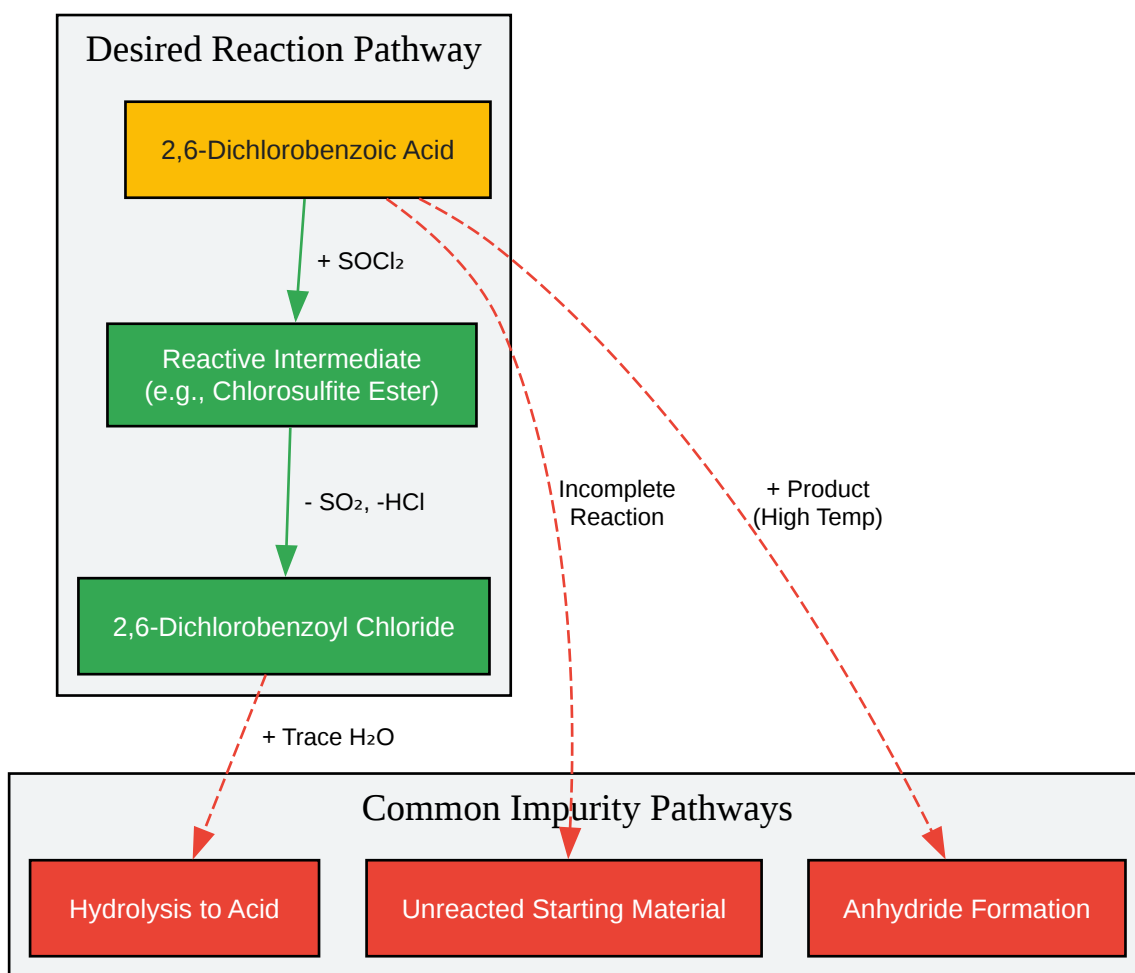 Desired Reaction Pathway
2,6-Dichlorobenzoic Acid
+ SOCl₂
Reactive Intermediate
(e.g., Chlorosulfite Ester)
- SO₂, -HCl
Incomplete
Reaction
+ Product
(High Temp)
2,6-Dichlorobenzoyl Chloride
+ Trace H₂O
Common Impurity Pathways
Hydrolysis to Acid
Unreacted Starting Material
Anhydride Formation